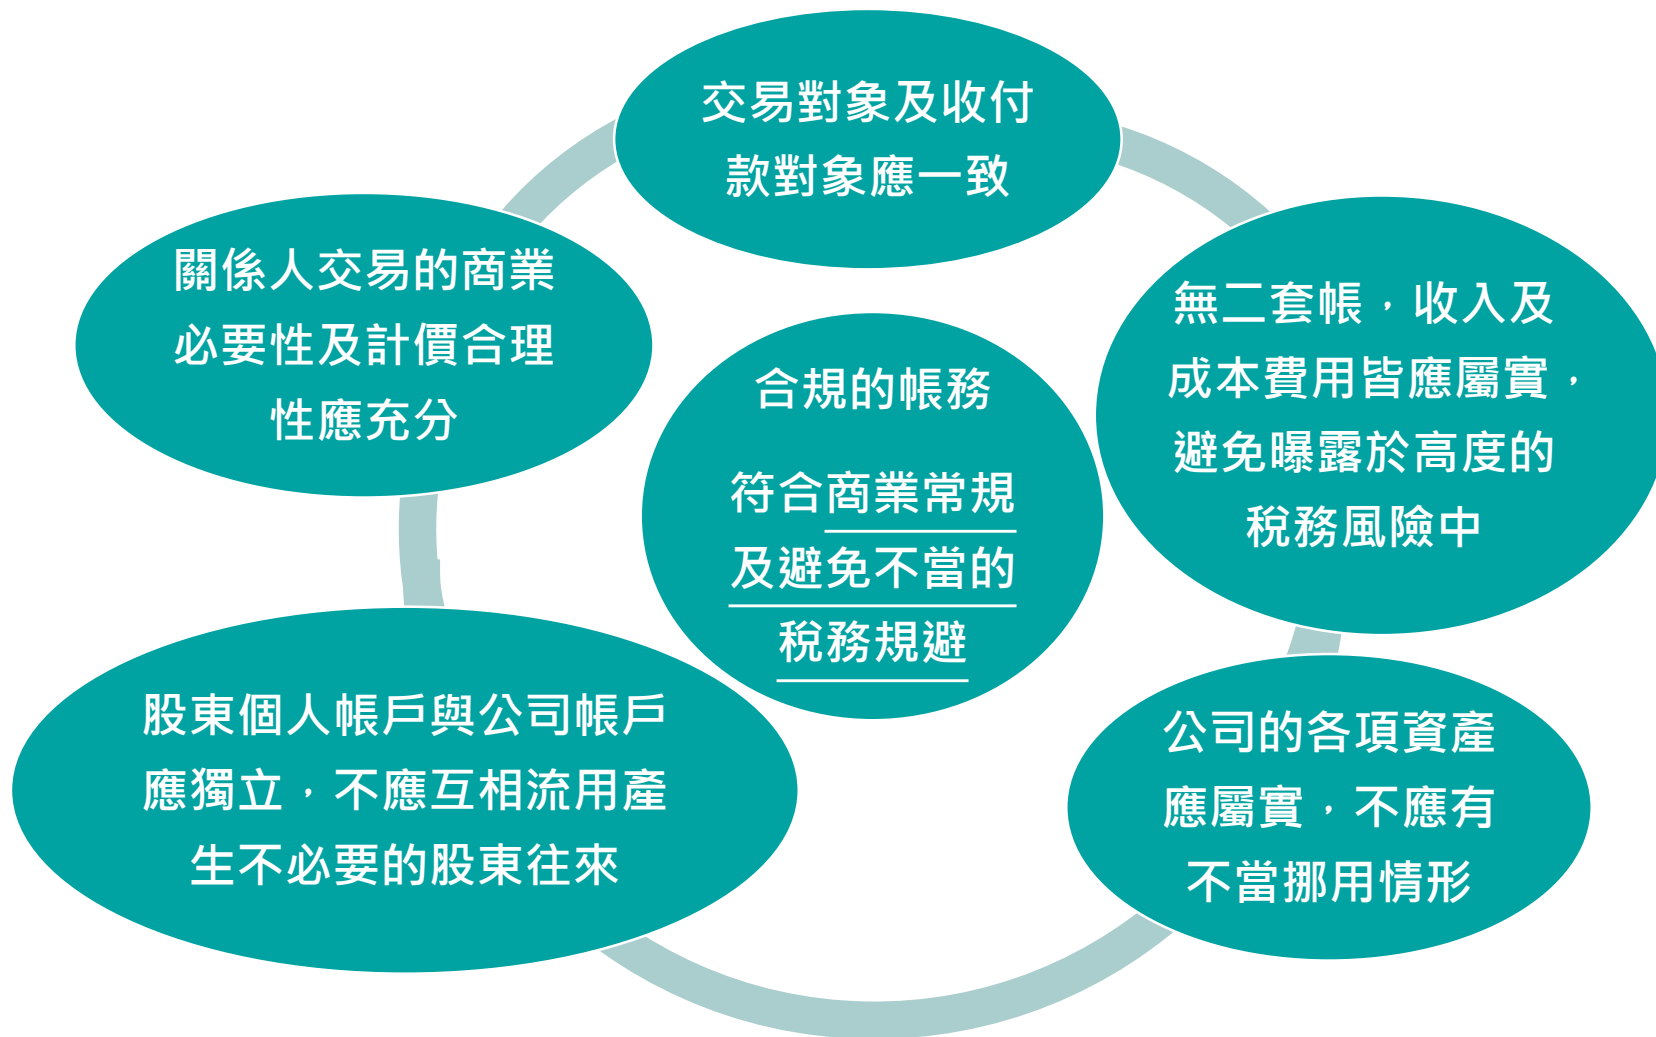 交易對象及收付
款對象應一致
關係人交易的商業
必要性及計價合理
性應充分
無二套帳，收入及
成本費用皆應屬實，
避免曝露於高度的
稅務風險中
合規的帳務
符合商業常規
及避免不當的
稅務規避
股東個人帳戶與公司帳戶
應獨立，不應互相流用產
生不必要的股東往來
公司的各項資產
應屬實，不應有
不當挪用情形